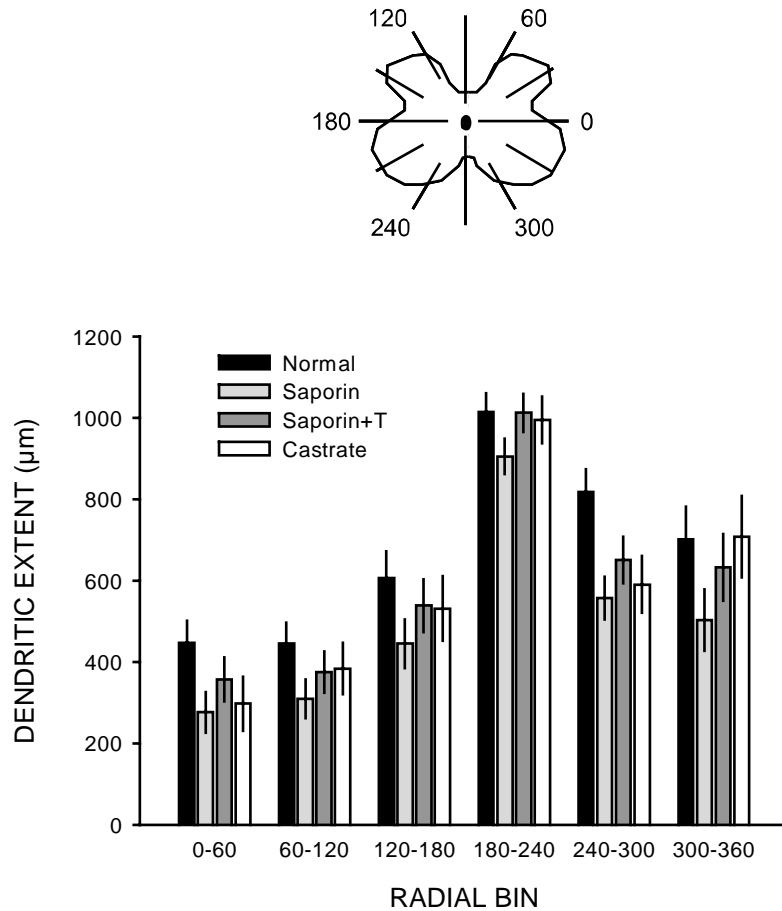 120 60
180 0
240 300
1200
1000
800
600
400
200
0
DENDRITIC EXTENT (µm)
Normal
Saporin
Saporin+T
Castrate
0-60 60-120 120-180 180-240 240-300 300-360
RADIAL BIN